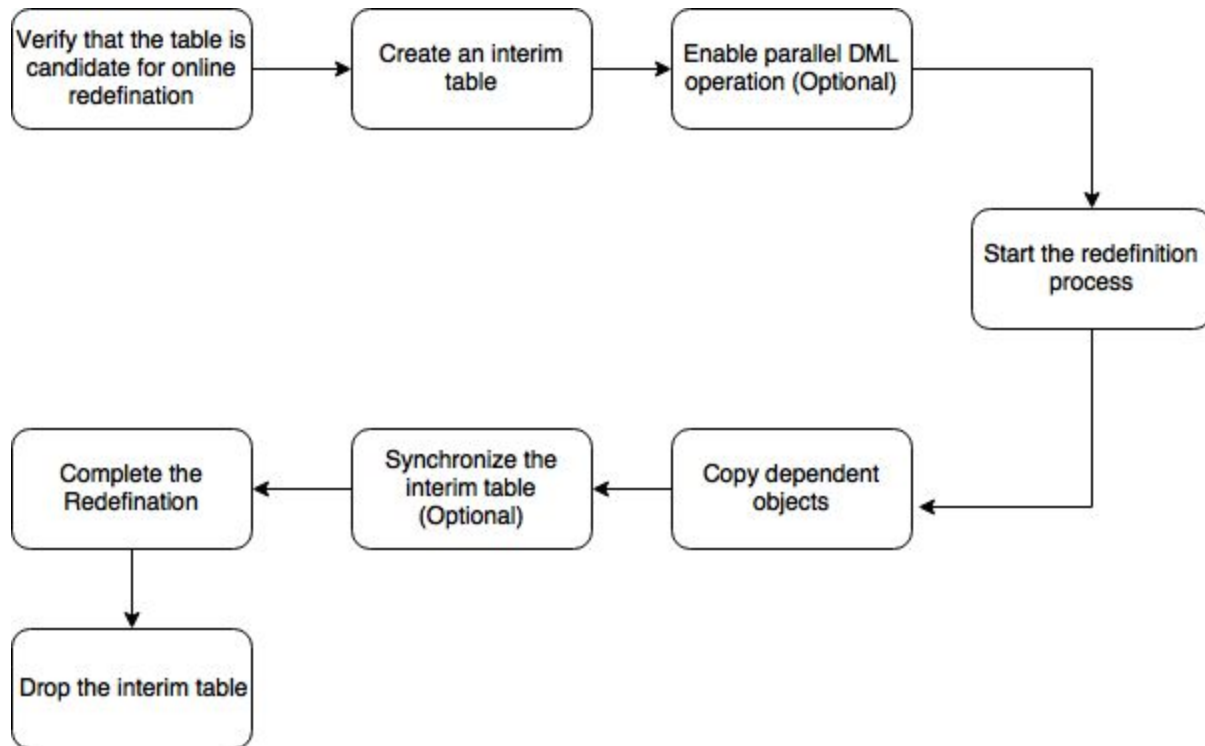 Verify that the table is
candidate for online
redefination
Create an interim
table
Enable parallel DML
operation (Optional)
Start the redefinition
process
Copy dependent
objects
Synchronize the
interim table
(Optional)
Complete the
Redefination
Drop the interim table